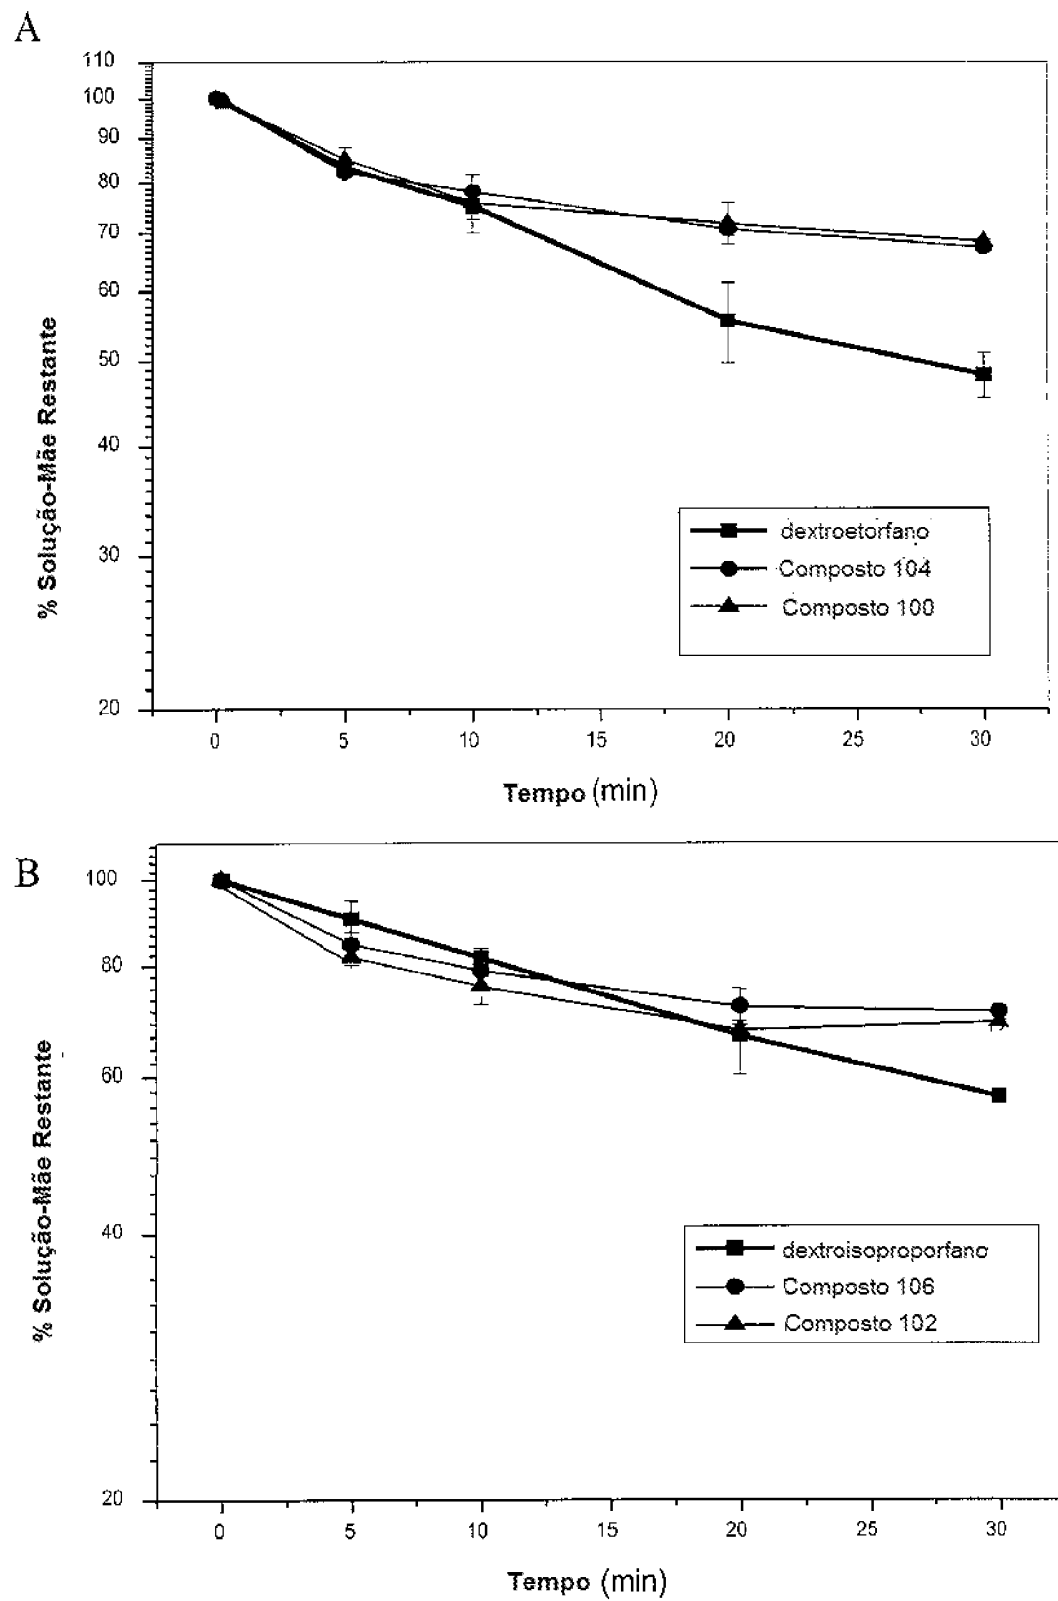 A
110
100
90
80
70
60
50
40
30
20
% Solução-Mãe Restante
dextroetorfano
Composto 104
Composto 100
0 5 10 15 20 25 30
Tempo (min)
B
100
80
60
40
20
% Solução-Mãe Restante
dextroisoproporfano
Composto 106
Composto 102
0 5 10 15 20 25 30
Tempo (min)